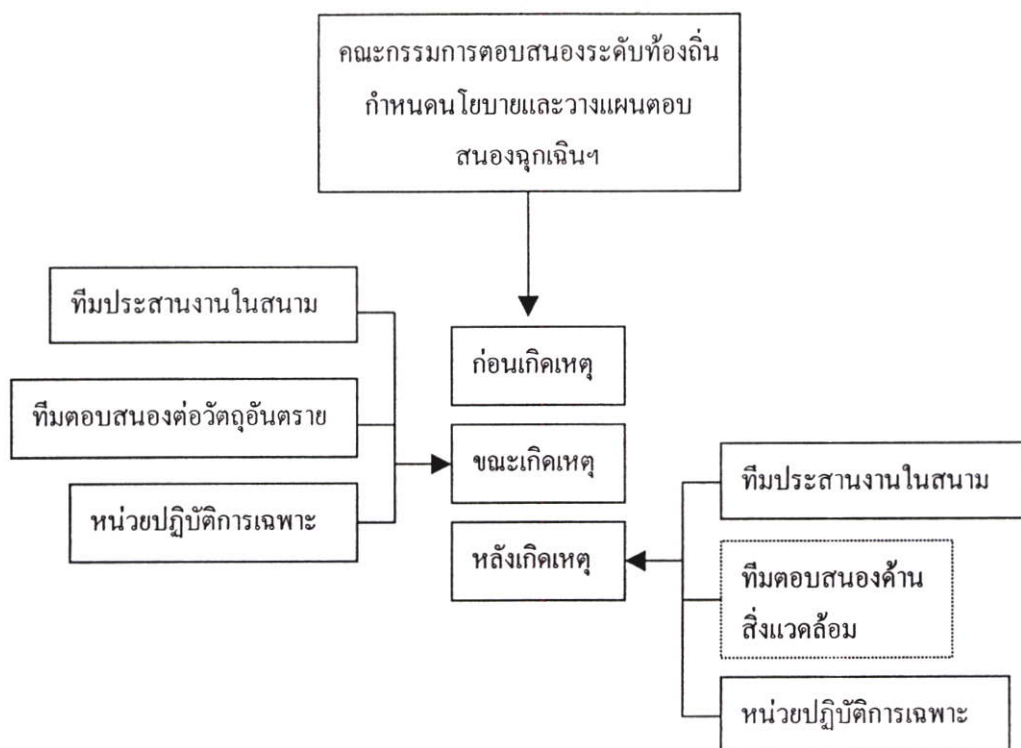 คณะกรรมการตอบสนองระดับท้องถิ่น
กำหนดนโยบายและวางแผนตอบ
สนองฉุกเฉินฯ
ทีมประสานงานในสนาม
ทีมตอบสนองต่อวัตถุอันตราย
หน่วยปฏิบัติการเฉพาะ
ก่อนเกิดเหตุ
ขณะเกิดเหตุ
หลังเกิดเหตุ
ทีมประสานงานในสนาม
ทีมตอบสนองด้าน
สิ่งแวดล้อม
หน่วยปฏิบัติการเฉพาะ